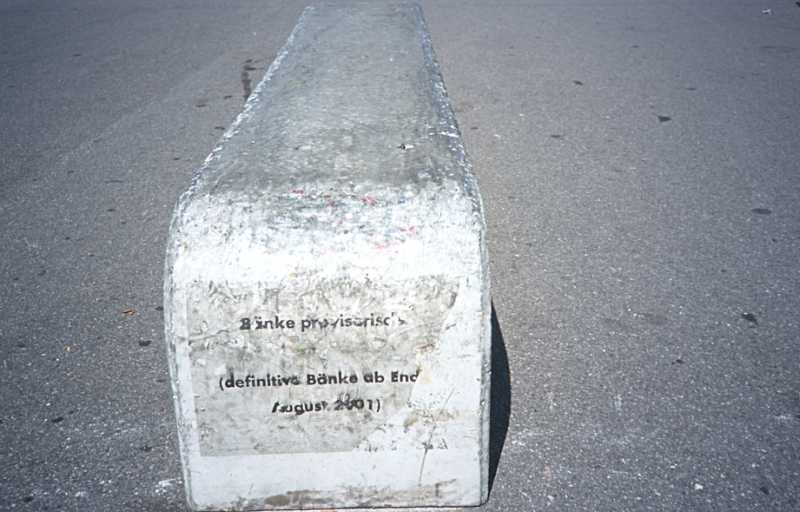 Bänke provisorisch
(definitive Bänke ab End
August 2001)